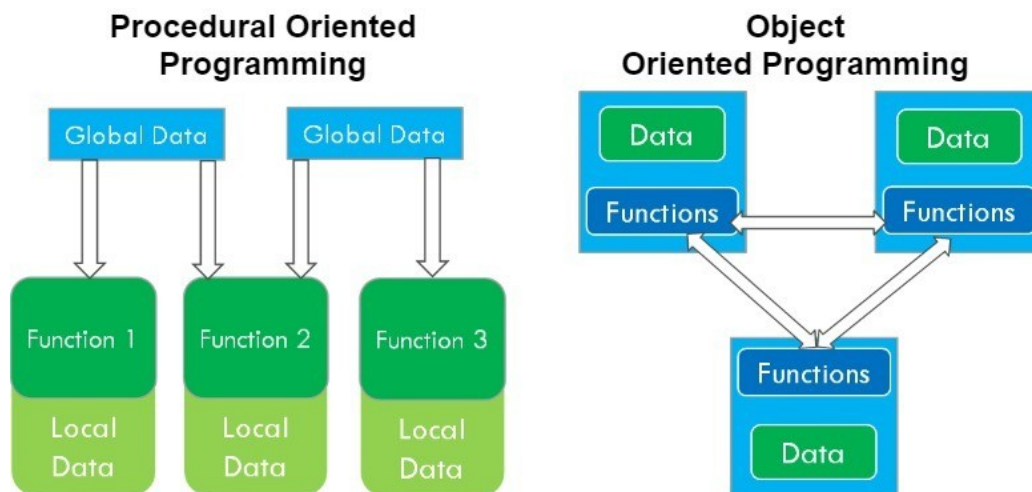 Procedural Oriented
Programming
Global Data
Global Data
Function 1
Function 2
Function 3
Local
Data
Local
Data
Local
Data
Object
Oriented Programming
Data
Functions
Data
Functions
Functions
Data